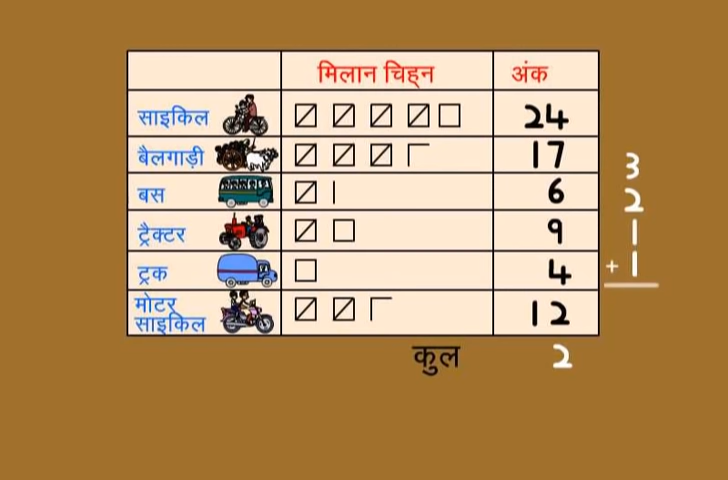 मिलान चिह्न अंक
साइकिल 24
बैलगाड़ी 17
बस 6
ट्रैक्टर 9
ट्रक 4
मोटर
साइकिल 12
कुल 2
3
2
1
+ 1